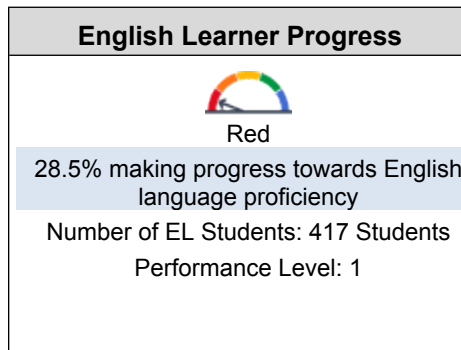 English Learner Progress
Red
28.5% making progress towards English
language proficiency
Number of EL Students: 417 Students
Performance Level: 1